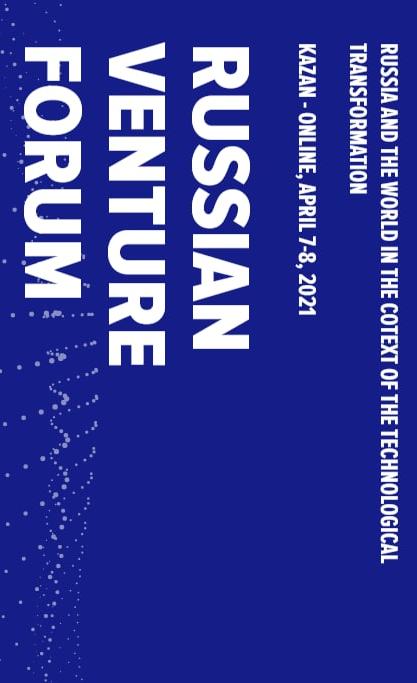 RUSSIA AND THE WORLD IN THE COTEXT OF THE TECHNOLOGICAL
TRANSFORMATION
KAZAN - ONLINE, APRIL 7-8, 2021
RUSSIAN
VENTURE
FORUM